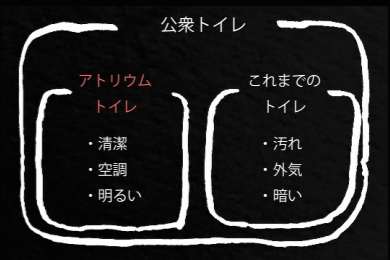 公衆トイレ
アトリウム
トイレ
・清潔
・空調
・明るい
これまでの
トイレ
・汚れ
・外気
・暗い